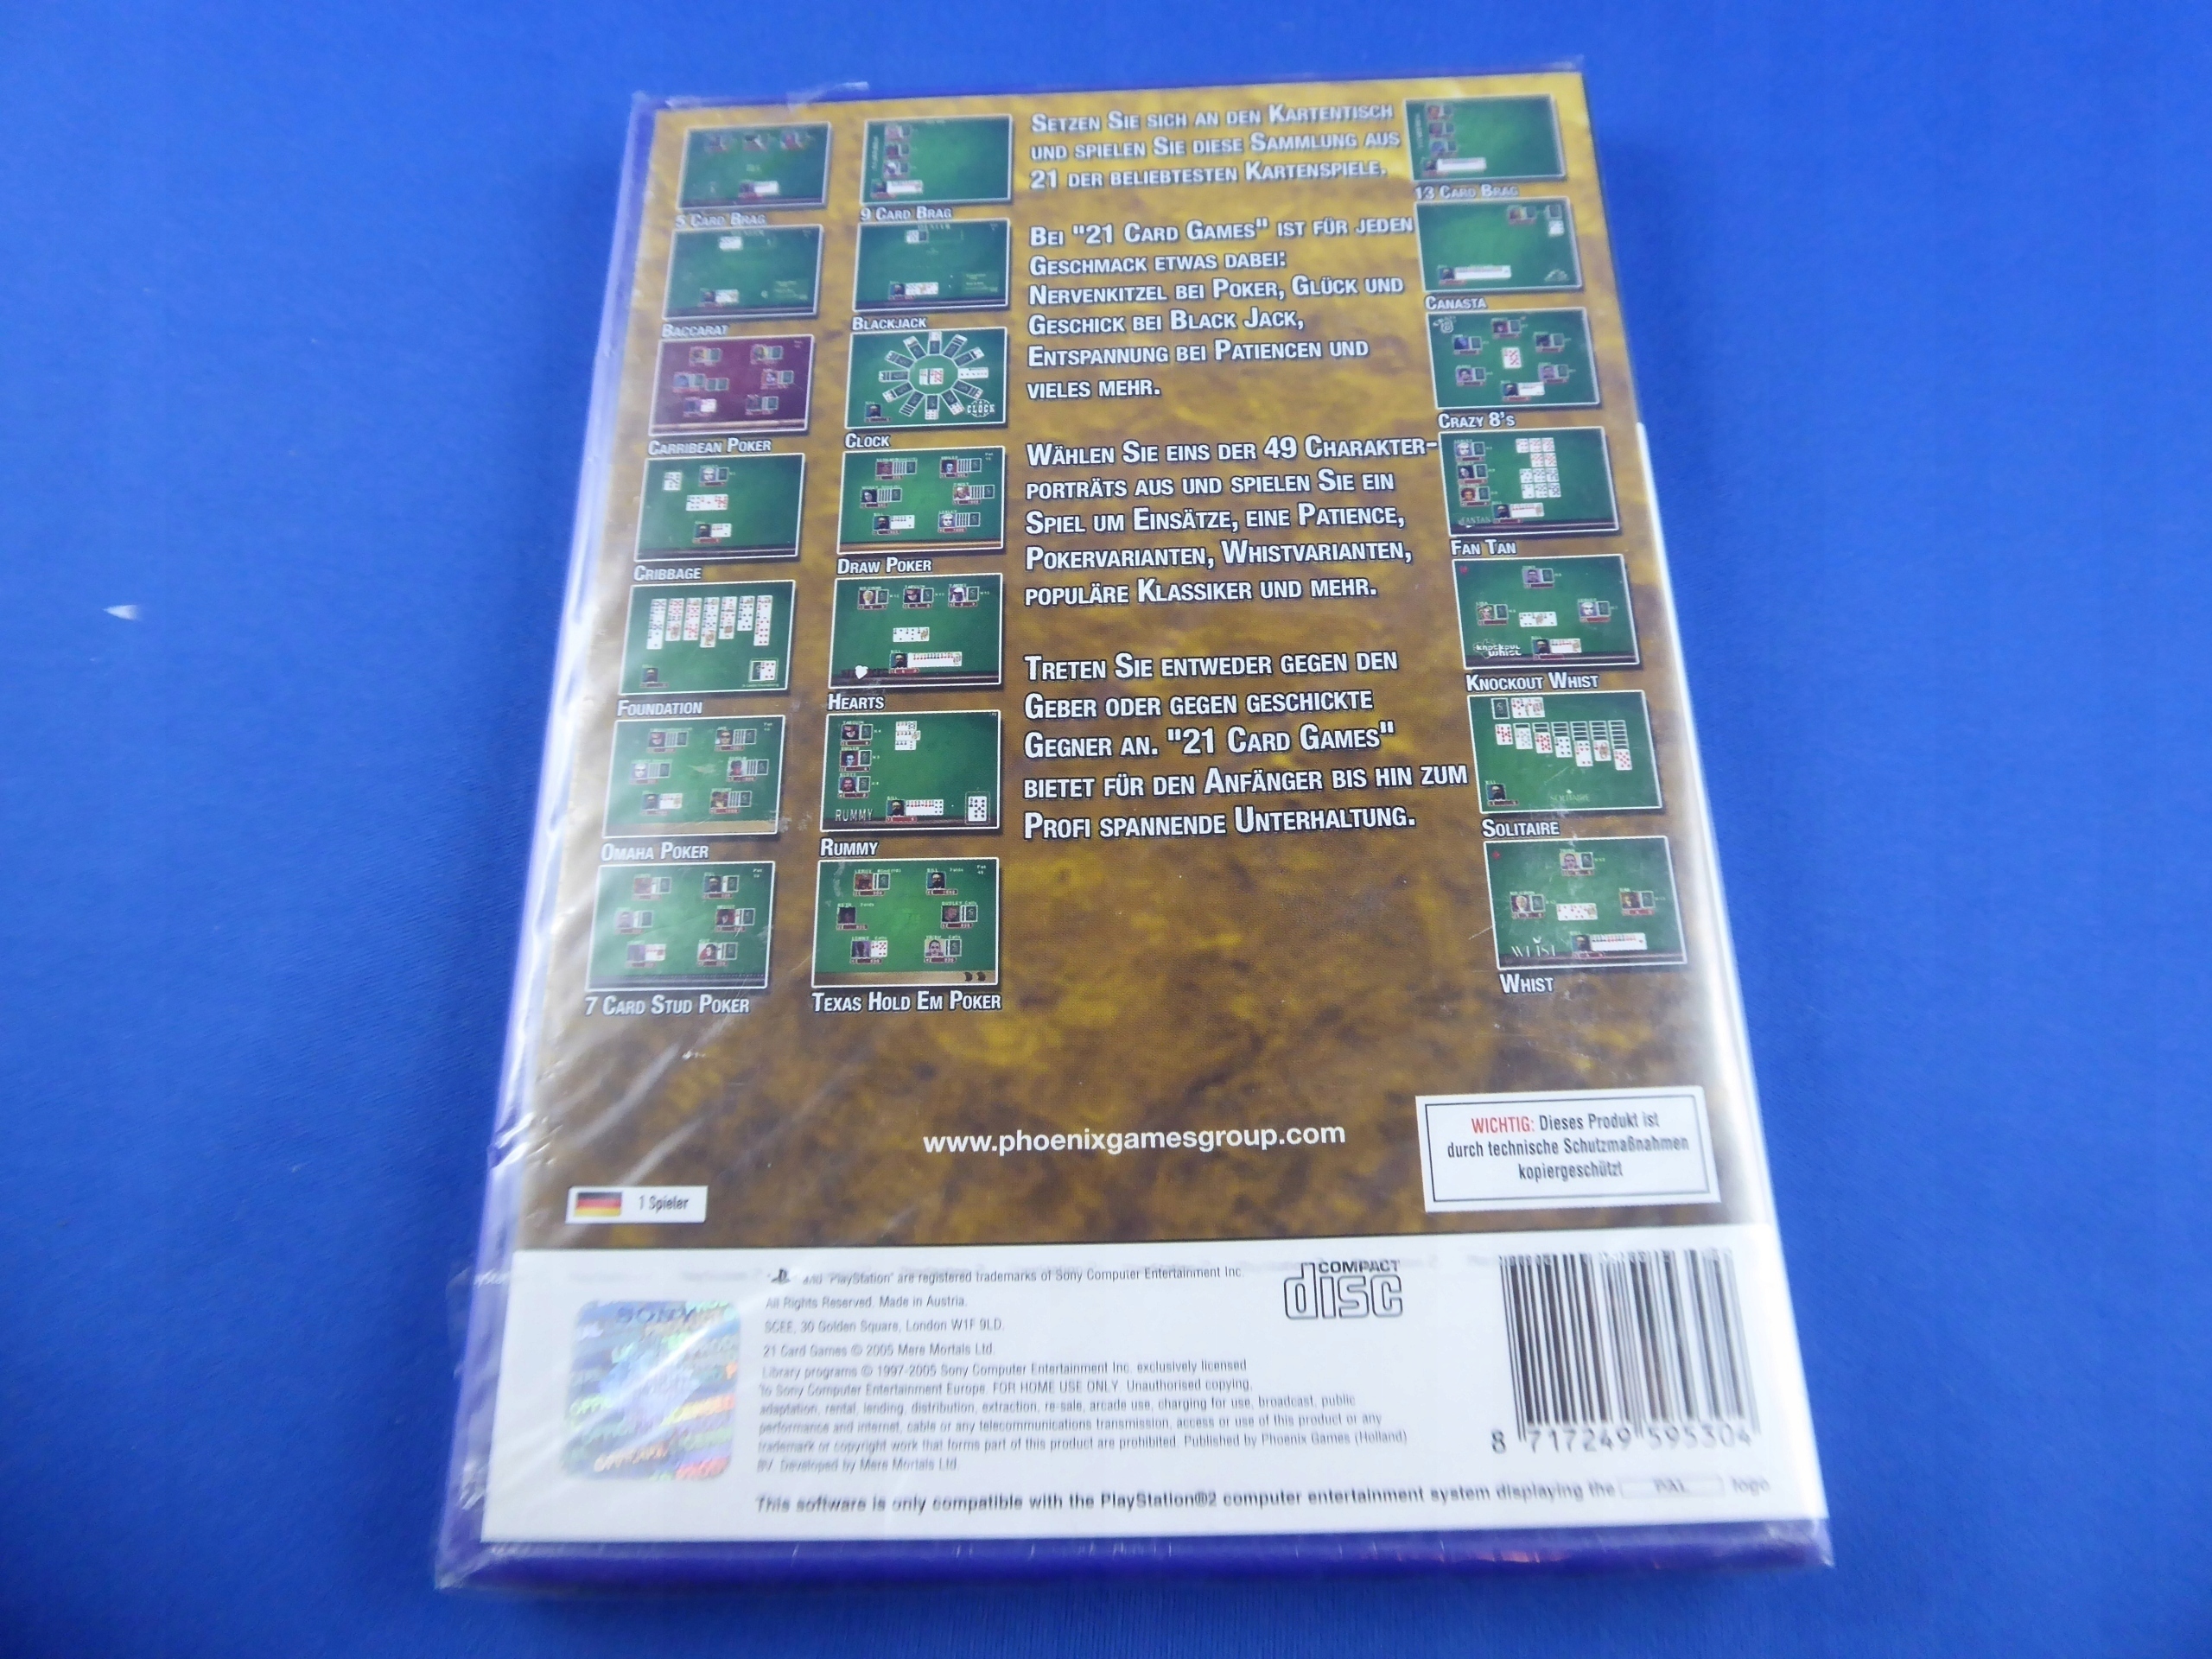 5 Card Brag
9 Card Brag
Baccarat
Blackjack
Carribean Poker
Clock
Cribbage
Draw Poker
Foundation
Hearts
Omaha Poker
Rummy
7 Card Stud Poker
Texas Hold Em Poker
Setzen Sie sich an den Kartentisch
und spielen Sie diese Sammlung aus
21 der beliebtesten Kartenspiele.
Bei "21 Card Games" ist für jeden
Geschmack etwas dabei:
Nervenkitzel bei Poker, Glück und
Geschick bei Black Jack,
Entspannung bei Patiencen und
vieles mehr.
Wählen Sie eins der 49 Charakter-
porträts aus und spielen Sie ein
Spiel um Einsätze, eine Patience,
Pokervarianten, Whistvarianten,
populäre Klassiker und mehr.
Treten Sie entweder gegen den
Geber oder gegen geschickte
Gegner an. "21 Card Games"
bietet für den Anfänger bis hin zum
Profi spannende Unterhaltung.
13 Card Brag
Canasta
Crazy 8's
Fan Tan
Knockout Whist
Solitaire
Whist
www.phoenixgamesgroup.com
WICHTIG: Dieses Produkt ist
durch technische Schutzmaßnahmen
kopiergeschützt
1 Spieler
and "PlayStation" are registered trademarks of Sony Computer Entertainment Inc.
All Rights Reserved. Made in Austria.
SCEE, 30 Golden Square, London W1F 9LD.
21 Card Games © 2005 Mere Mortals Ltd.
Library programs © 1997-2005 Sony Computer Entertainment Inc. exclusively licensed
to Sony Computer Entertainment Europe. FOR HOME USE ONLY. Unauthorised copying,
adaptation, rental, lending, distribution, extraction, re-sale, arcade use, charging for use, broadcast, public
performance and internet, cable or any telecommunications transmission, access or use of this product or any
trademark or copyright work that forms part of this product are prohibited. Published by Phoenix Games (Holland)
BV. Developed by Mere Mortals Ltd.
COMPACT
disc
SONY
8 717249 595304
This software is only compatible with the PlayStation®2 computer entertainment system displaying the PAL logo